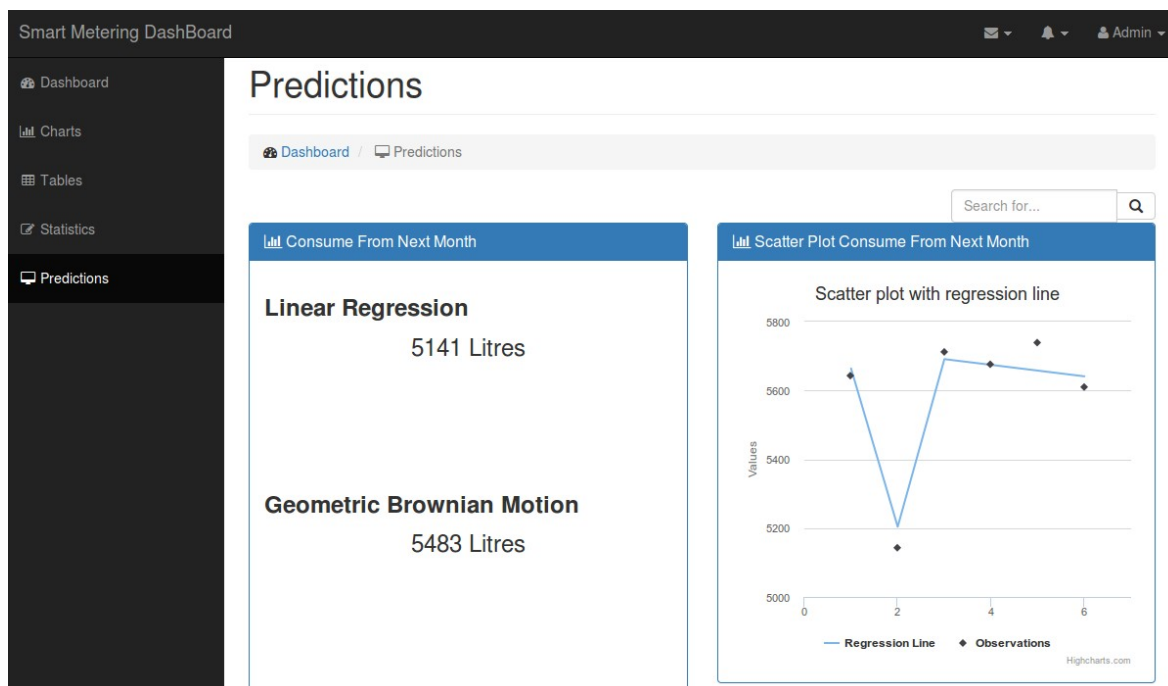 Smart Metering DashBoard
Admin
Dashboard
Charts
Tables
Statistics
Predictions
Predictions
Dashboard / Predictions
Search for...
Consume From Next Month
Linear Regression
5141 Litres
Geometric Brownian Motion
5483 Litres
Scatter Plot Consume From Next Month
Scatter plot with regression line
Values
5800
5600
5400
5200
5000
0 2 4 6
Regression Line Observations
Highcharts.com